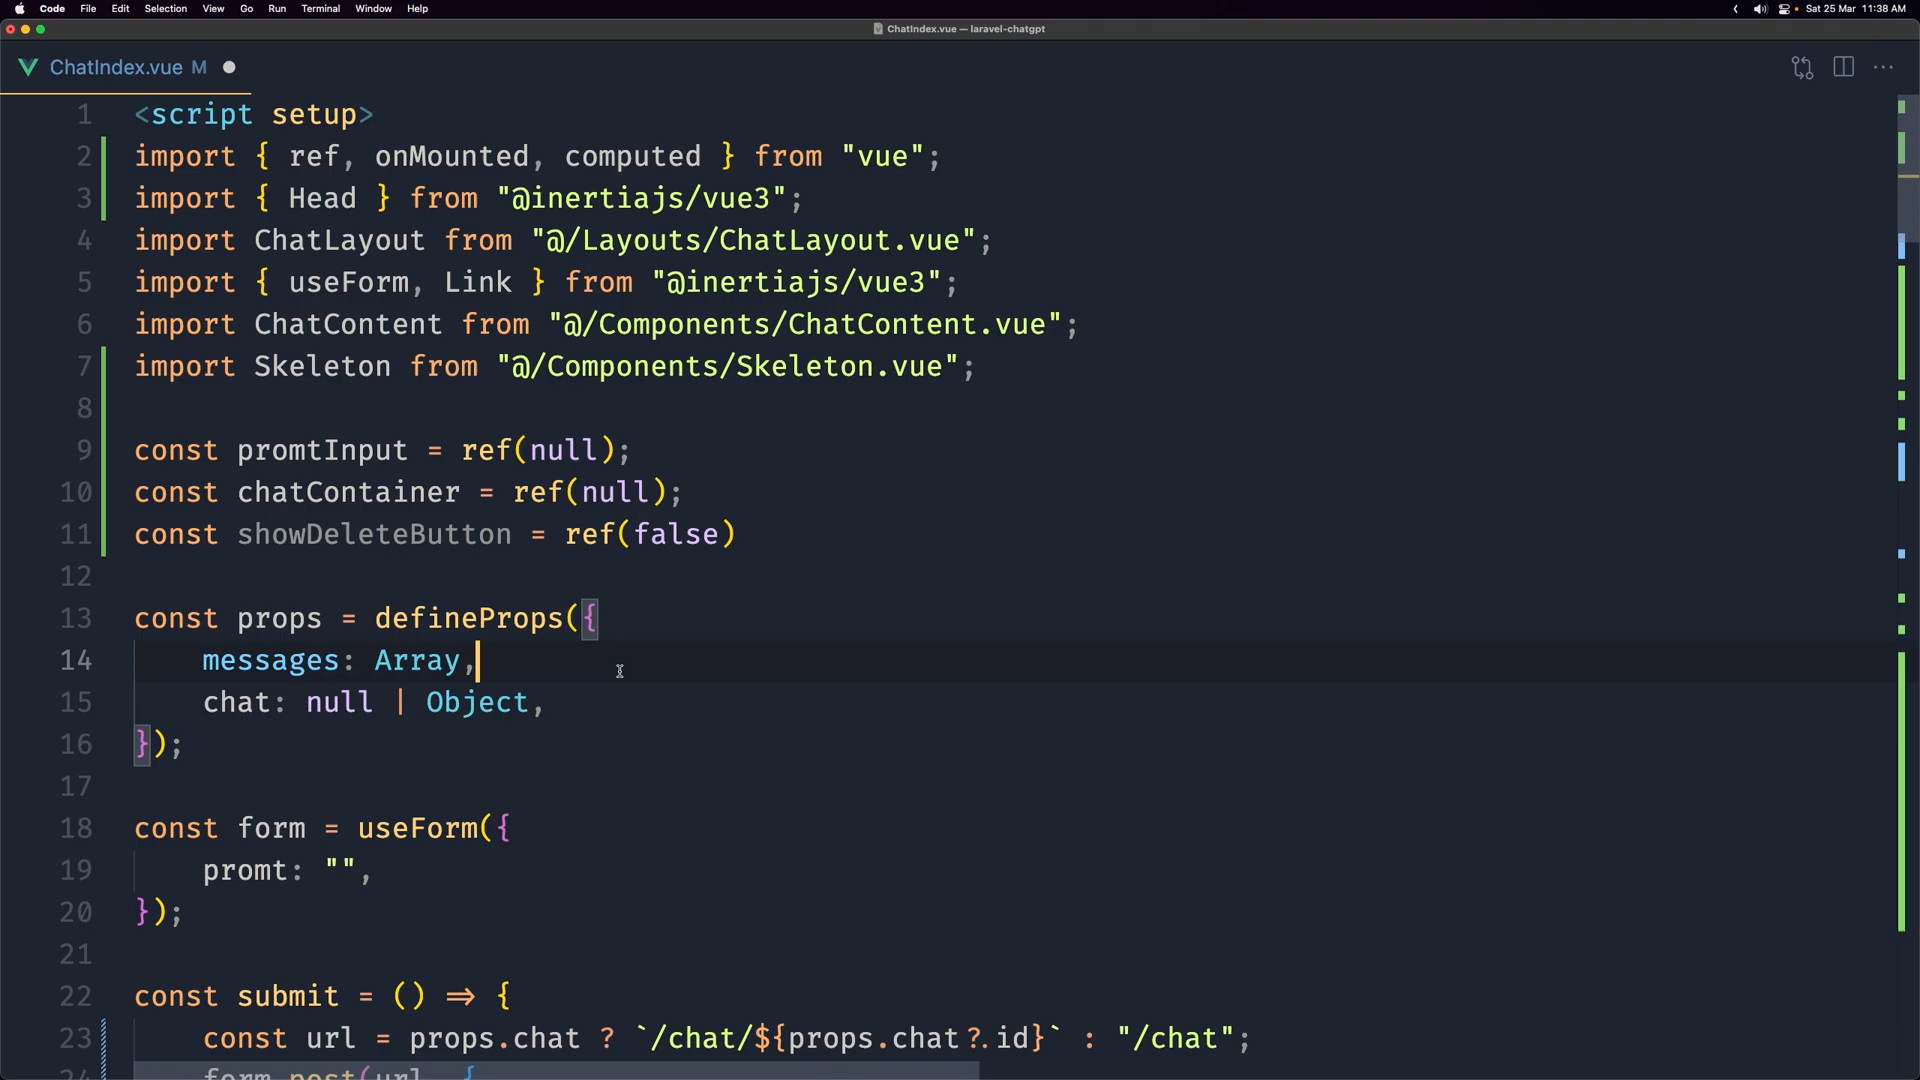 Code File Edit Selection View Go Run Terminal Window Help Sat 25 Mar 11:38 AM
ChatIndex.vue — laravel-chatgpt
ChatIndex.vue M
1 <script setup>
2 import { ref, onMounted, computed } from "vue";
3 import { Head } from "@inertiajs/vue3";
4 import ChatLayout from "@/Layouts/ChatLayout.vue";
5 import { useForm, Link } from "@inertiajs/vue3";
6 import ChatContent from "@/Components/ChatContent.vue";
7 import Skeleton from "@/Components/Skeleton.vue";
8
9 const promtInput = ref(null);
10 const chatContainer = ref(null);
11 const showDeleteButton = ref(false)
12
13 const props = defineProps({
14 messages: Array,
15 chat: null | Object,
16 });
17
18 const form = useForm({
19 promt: "",
20 });
21
22 const submit = () => {
23 const url = props.chat ? `/chat/${props.chat?.id}` : "/chat";
24 form.post(url, {